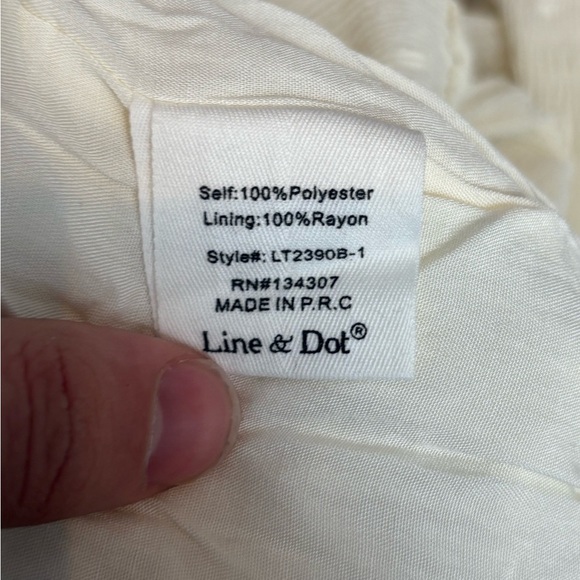 Self:100%Polyester
Lining:100%Rayon
Style#: LT2390B-1
RN#134307
MADE IN P.R.C
Line & Dot®